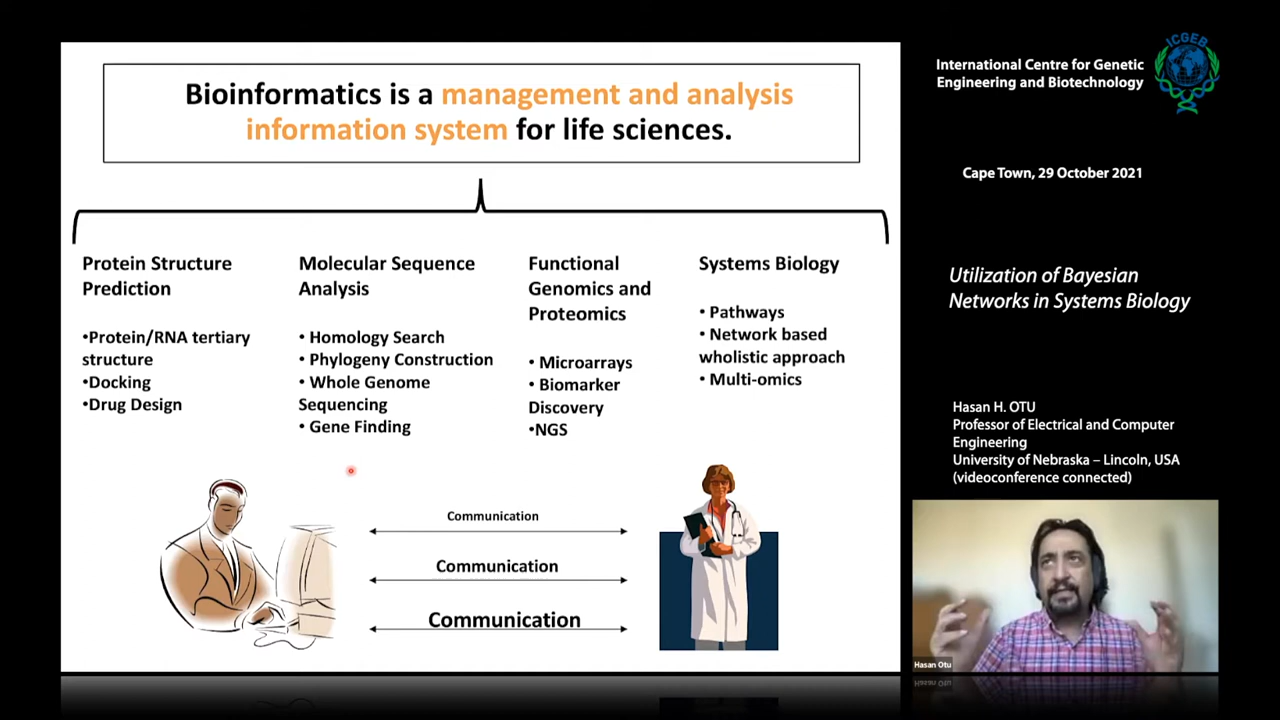 Bioinformatics is a management and analysis
information system for life sciences.
Protein Structure
Prediction
•Protein/RNA tertiary
structure
•Docking
•Drug Design
Molecular Sequence
Analysis
• Homology Search
• Phylogeny Construction
• Whole Genome
Sequencing
• Gene Finding
Functional
Genomics and
Proteomics
• Microarrays
• Biomarker
Discovery
•NGS
Systems Biology
• Pathways
• Network based
wholistic approach
• Multi-omics
Communication
Communication
Communication
International Centre for Genetic
Engineering and Biotechnology
ICGEB
Cape Town, 29 October 2021
Utilization of Bayesian
Networks in Systems Biology
Hasan H. OTU
Professor of Electrical and Computer
Engineering
University of Nebraska – Lincoln, USA
(videoconference connected)
Hasan Otu